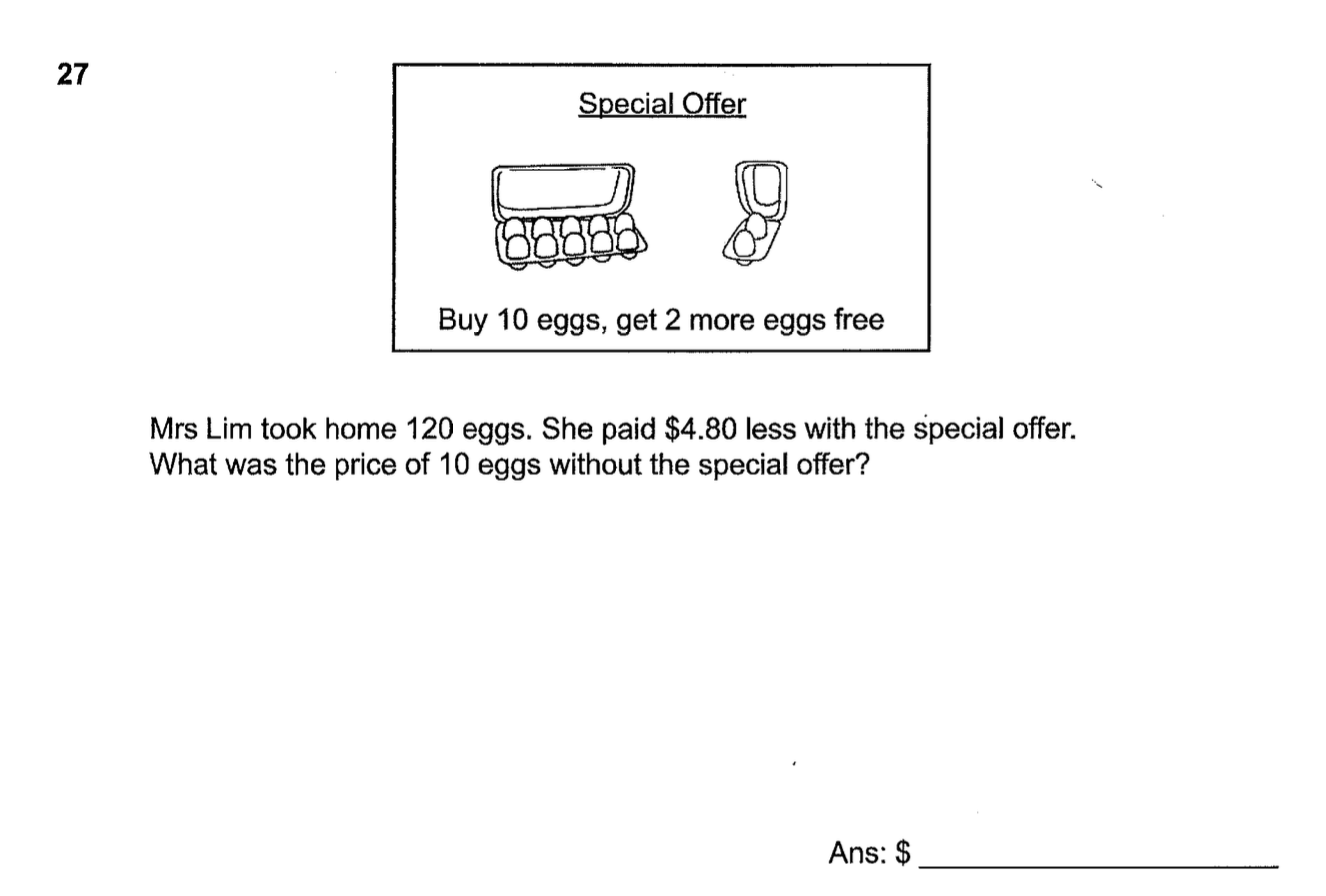 27
Special Offer
Buy 10 eggs, get 2 more eggs free
Mrs Lim took home 120 eggs. She paid $4.80 less with the special offer.
What was the price of 10 eggs without the special offer?
Ans: $